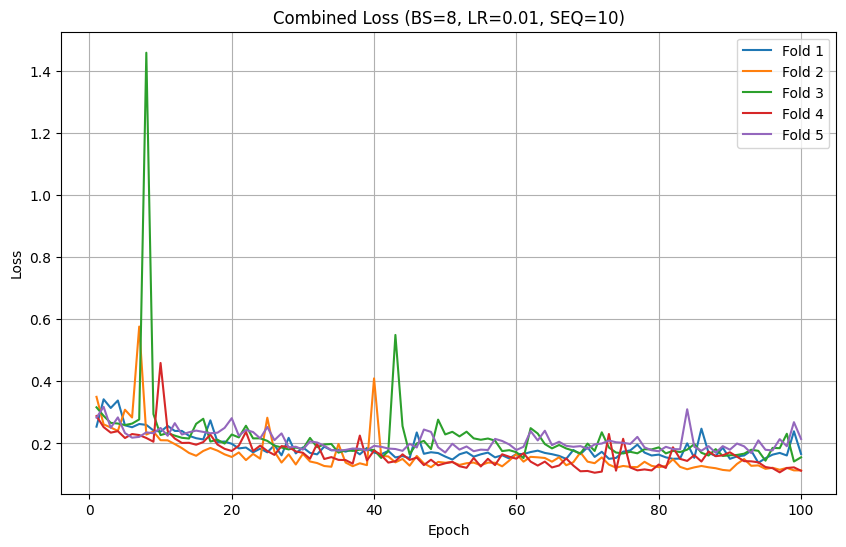 Combined Loss (BS=8, LR=0.01, SEQ=10)
Fold 1
Fold 2
Fold 3
Fold 4
Fold 5
Loss
1.4
1.2
1.0
0.8
0.6
0.4
0.2
0 20 40 60 80 100
Epoch